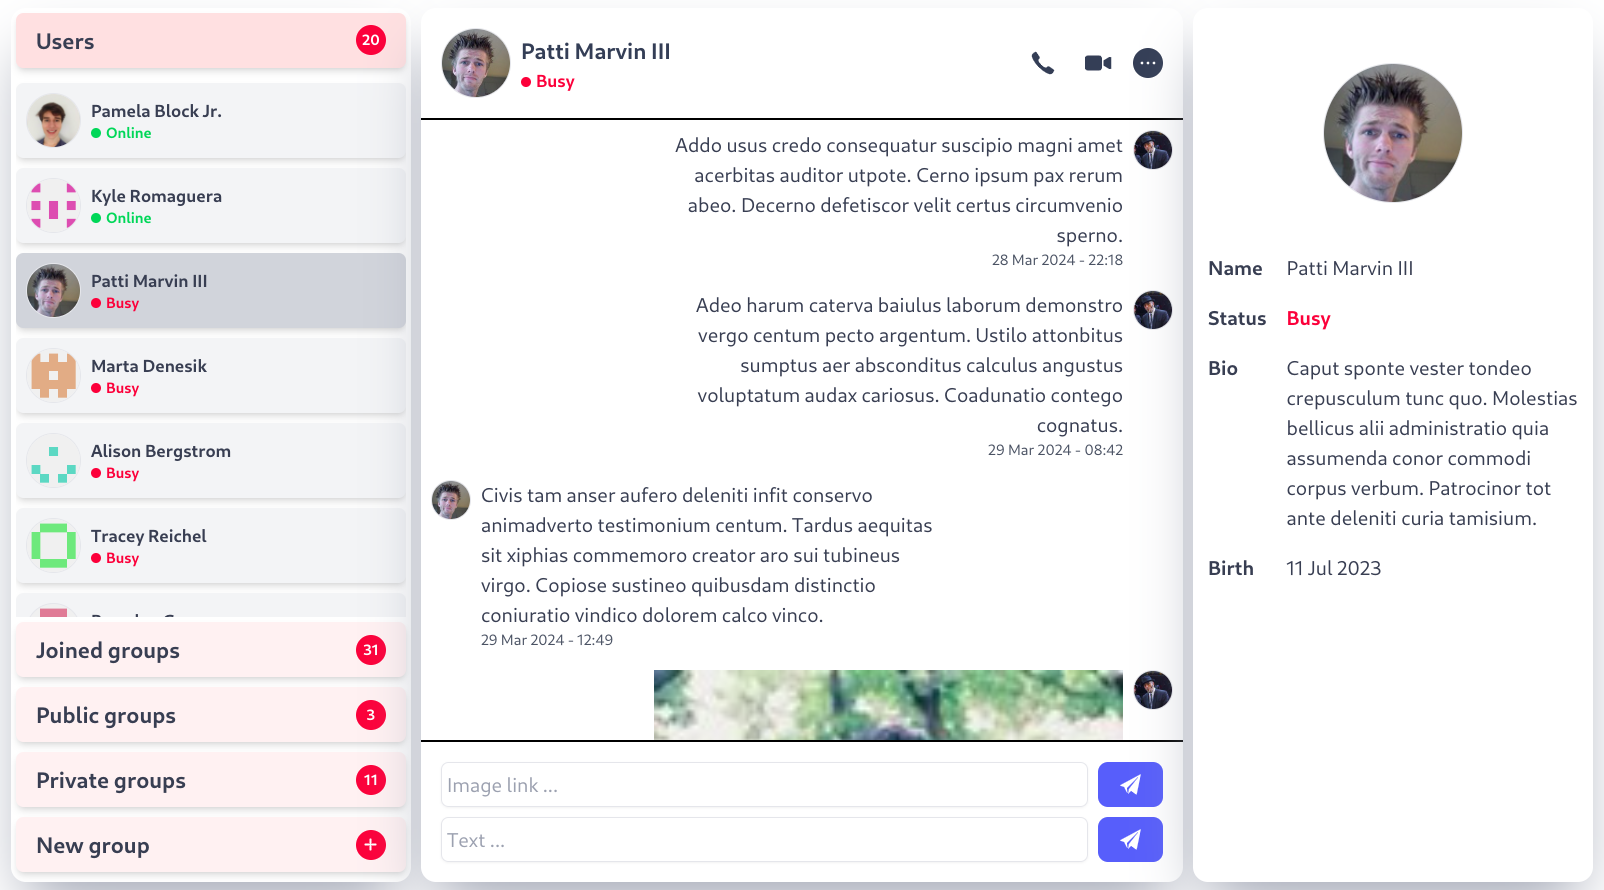 Users
20
Pamela Block Jr.
Online
Kyle Romaguera
Online
Patti Marvin III
Busy
Marta Denesik
Busy
Alison Bergstrom
Busy
Tracey Reichel
Busy
Joined groups
31
Public groups
3
Private groups
11
New group
+
Patti Marvin III
Busy
Addo usus credo consequatur suscipio magni amet
acerbitas auditor utpote. Cerno ipsum pax rerum
abeo. Decerno defetiscor velit certus circumvenio
sperno.
28 Mar 2024 - 22:18
Adeo harum caterva baiulus laborum demonstro
vergo centum pecto argentum. Ustilo attonbitus
sumptus aer absconditus calculus angustus
voluptatum audax cariosus. Coadunatio contego
cognatus.
29 Mar 2024 - 08:42
Civis tam anser aufero deleniti infit conservo
animadverto testimonium centum. Tardus aequitas
sit xiphias commemoro creator aro sui tubineus
virgo. Copiose sustineo quibusdam distinctio
coniuratio vindico dolorem calco vinco.
29 Mar 2024 - 12:49
Image link ...
Text ...
Name Patti Marvin III
Status Busy
Bio Caput sponte vester tondeo
crepusculum tunc quo. Molestias
bellicus alii administratio quia
assumenda conor commodi
corpus verbum. Patrocinor tot
ante deleniti curia tamisium.
Birth 11 Jul 2023